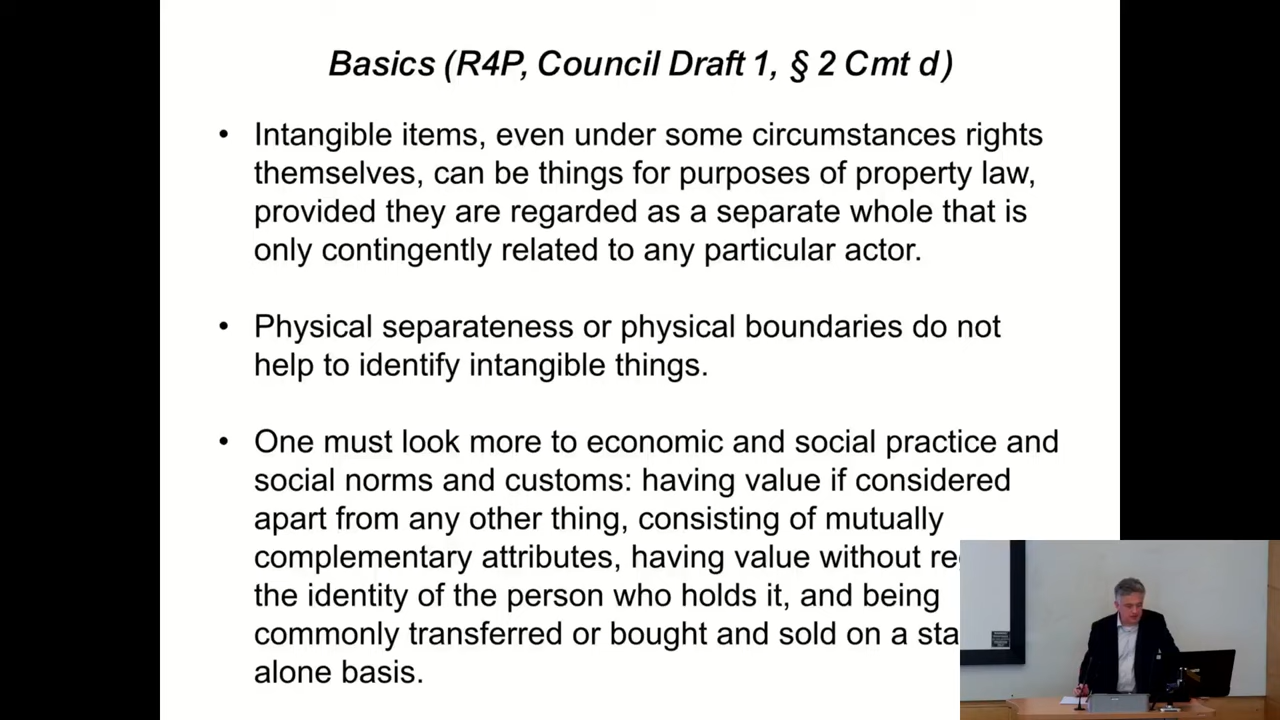 Basics (R4P, Council Draft 1, § 2 Cmt d)
• Intangible items, even under some circumstances rights
themselves, can be things for purposes of property law,
provided they are regarded as a separate whole that is
only contingently related to any particular actor.
• Physical separateness or physical boundaries do not
help to identify intangible things.
• One must look more to economic and social practice and
social norms and customs: having value if considered
apart from any other thing, consisting of mutually
complementary attributes, having value without
the identity of the person who holds it, and being
commonly transferred or bought and sold on a
alone basis.